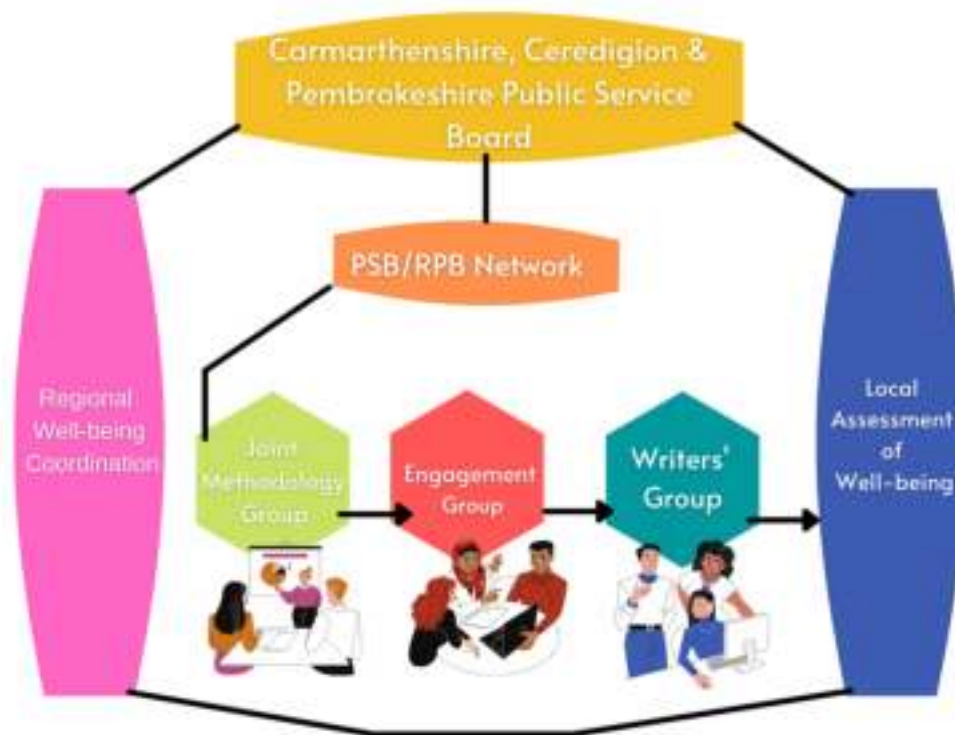 Carmarthenshire, Ceredigion &
Pembrokeshire Public Service
Board
PSB/RPB Network
Regional
Well-being
Coordination
Joint
Methodology
Group
Engagement
Group
Writers'
Group
Local
Assessment
of
Well-being